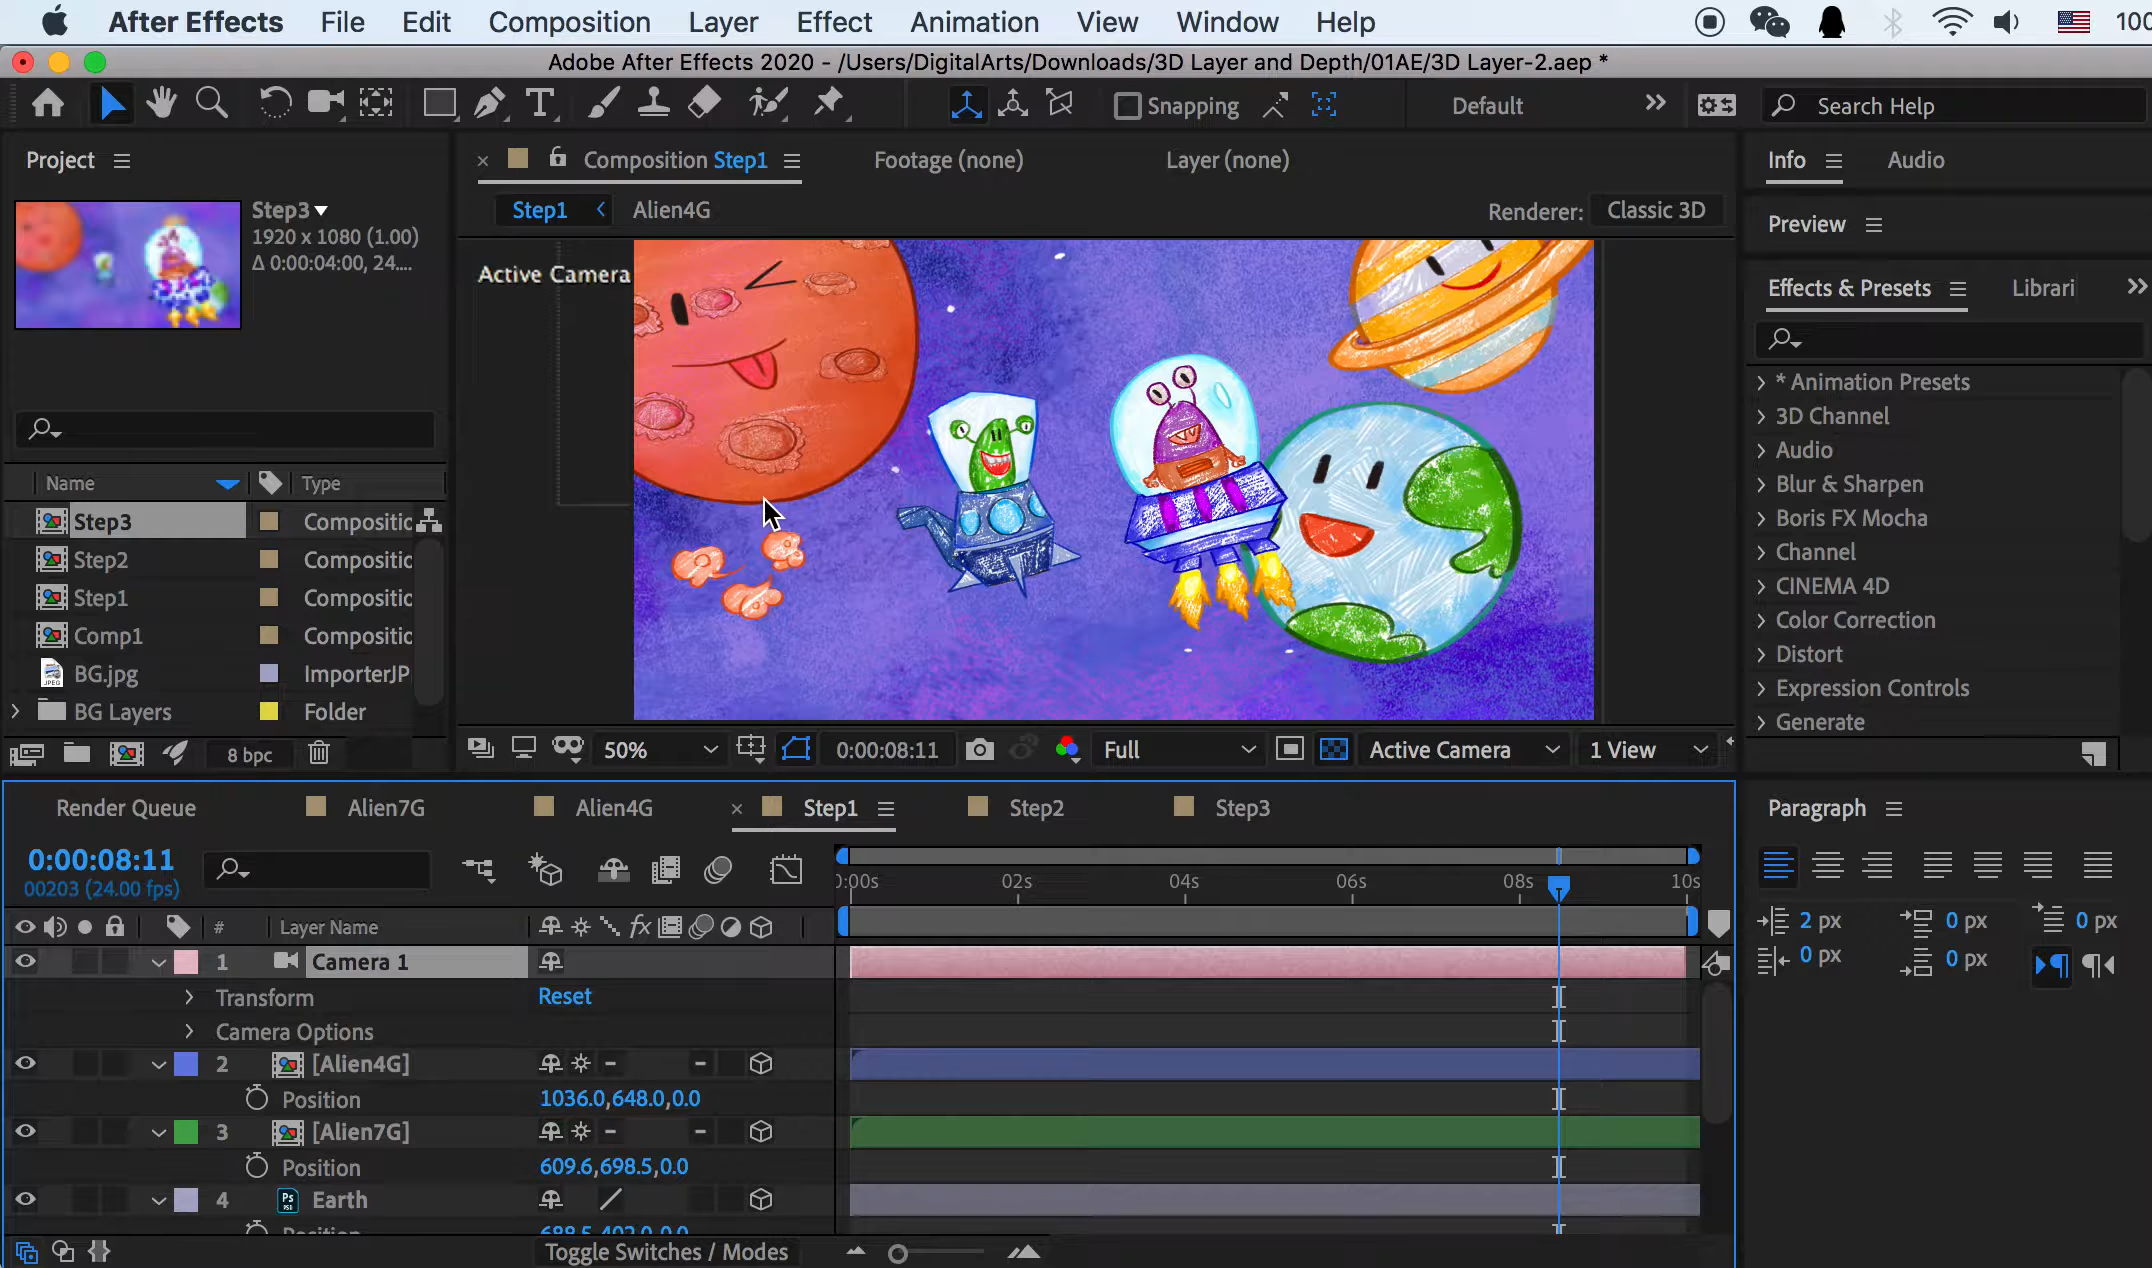 After Effects File Edit Composition Layer Effect Animation View Window Help
Adobe After Effects 2020 - /Users/DigitalArts/Downloads/3D Layer and Depth/01AE/3D Layer-2.aep *
Snapping Default Search Help
Project
Step3
1920 x 1080 (1.00)
Δ 0:00:04:00, 24....
Name Type
Step3 Compositic
Step2 Compositic
Step1 Compositic
Comp1 Compositic
BG.jpg ImporterJP
BG Layers Folder
8 bpc
Composition Step1 Footage (none) Layer (none)
Step1 Alien4G Renderer: Classic 3D
Active Camera
50% 0:00:08:11 Full Active Camera 1 View
Info Audio
Preview
Effects & Presets Librari
* Animation Presets
3D Channel
Audio
Blur & Sharpen
Boris FX Mocha
Channel
CINEMA 4D
Color Correction
Distort
Expression Controls
Generate
Render Queue Alien7G Alien4G Step1 Step2 Step3
0:00:08:11
00203 (24.00 fps)
0:00s 02s 04s 06s 08s 10s
# Layer Name
1 Camera 1
Transform Reset
Camera Options
2 [Alien4G]
Position 1036.0,648.0,0.0
3 [Alien7G]
Position 609.6,698.5,0.0
4 Ps Earth
Position 688.5,402.0,0.0
Toggle Switches / Modes
Paragraph
2 px 0 px 0 px
0 px 0 px